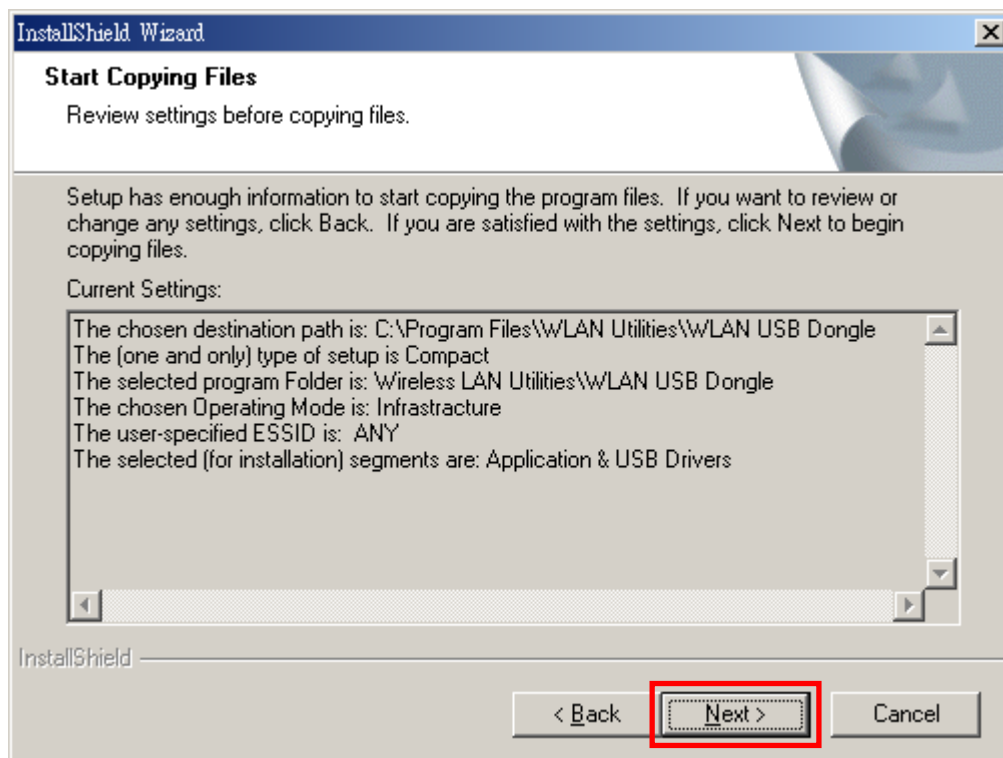 InstallShield Wizard
Start Copying Files
Review settings before copying files.
Setup has enough information to start copying the program files.  If you want to review or
change any settings, click Back.  If you are satisfied with the settings, click Next to begin
copying files.
Current Settings:
The chosen destination path is: C:\Program Files\WLAN Utilities\WLAN USB Dongle
The (one and only) type of setup is Compact
The selected program Folder is: Wireless LAN Utilities\WLAN USB Dongle
The chosen Operating Mode is: Infrastracture
The user-specified ESSID is:  ANY
The selected (for installation) segments are: Application & USB Drivers
InstallShield
< Back
Next >
Cancel